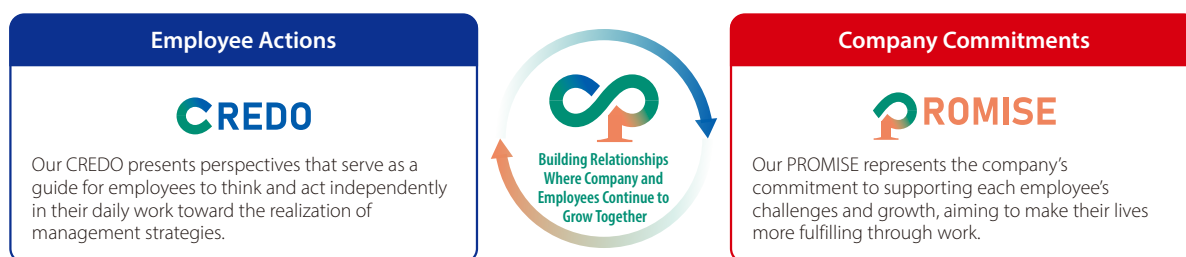 Employee Actions
CREDO
Our CREDO presents perspectives that serve as a
guide for employees to think and act independently
in their daily work toward the realization of
management strategies.
Building Relationships
Where Company and
Employees Continue to
Grow Together
Company Commitments
PROMISE
Our PROMISE represents the company’s
commitment to supporting each employee’s
challenges and growth, aiming to make their lives
more fulfilling through work.